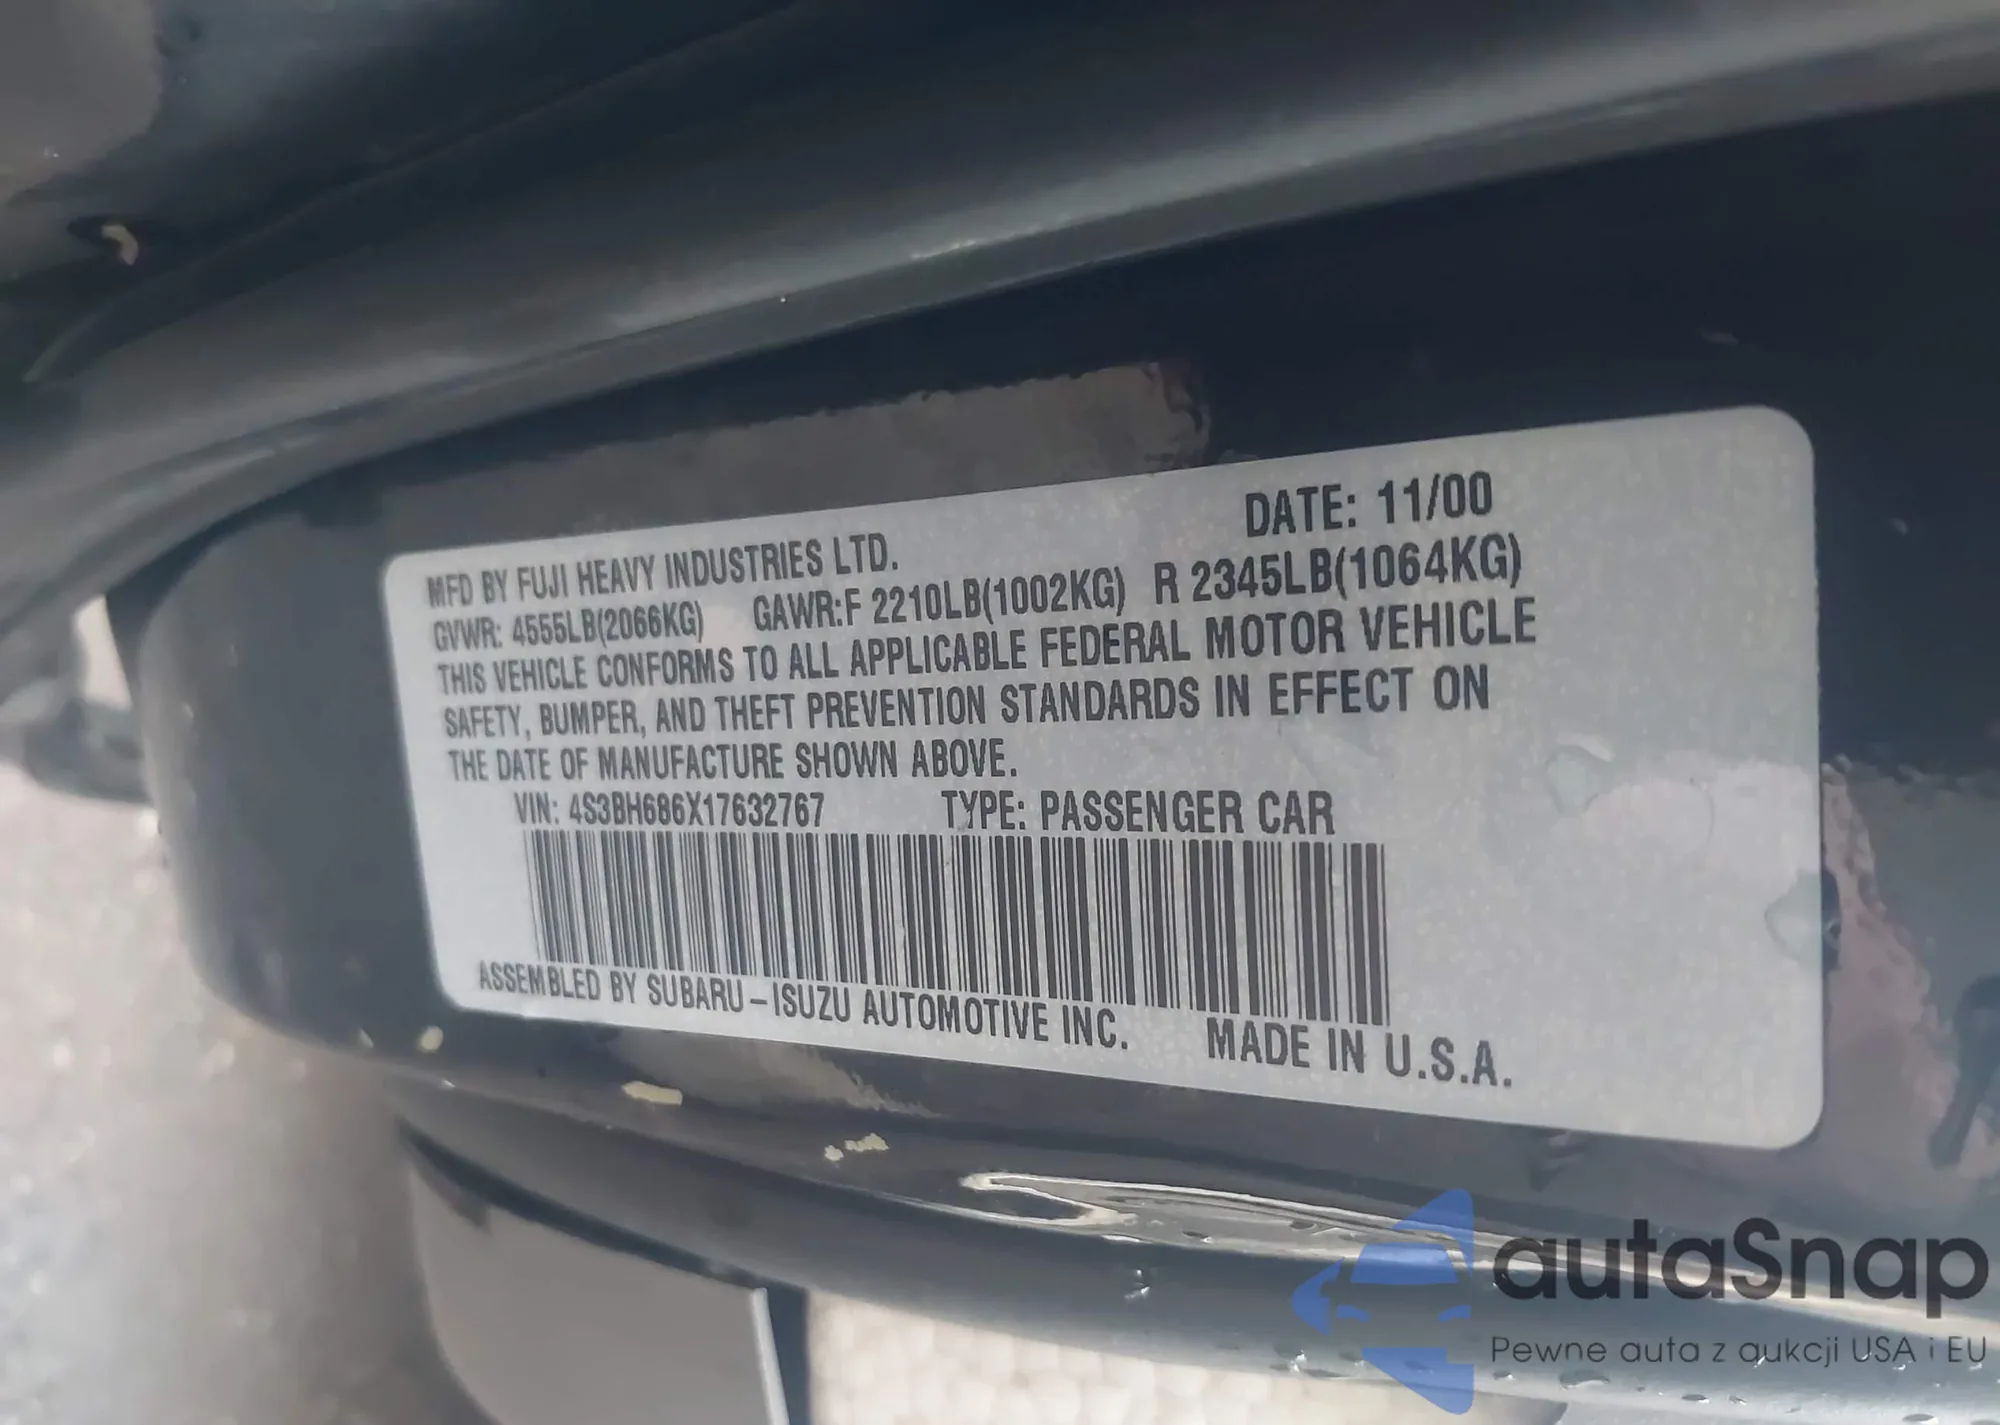 MFD BY FUJI HEAVY INDUSTRIES LTD. DATE: 11/00
GVWR: 4555LB(2066KG) GAWR:F 2210LB(1002KG) R 2345LB(1064KG)
THIS VEHICLE CONFORMS TO ALL APPLICABLE FEDERAL MOTOR VEHICLE
SAFETY, BUMPER, AND THEFT PREVENTION STANDARDS IN EFFECT ON
THE DATE OF MANUFACTURE SHOWN ABOVE.
VIN: 4S3BH686X17632767 TYPE: PASSENGER CAR
ASSEMBLED BY SUBARU-ISUZU AUTOMOTIVE INC. MADE IN U.S.A.
autaSnap
Pewne auta z aukcji USA i EU